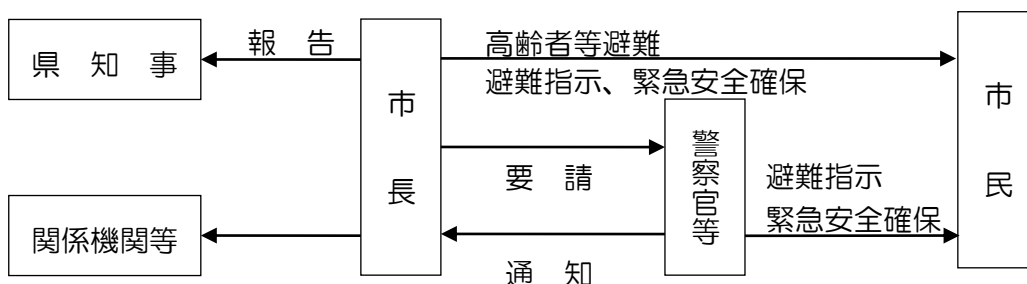 県　知　事
報　告
市長
高齢者等避難
避難指示、緊急安全確保
市民
要　請
警察官等
避難指示
緊急安全確保
関係機関等
通　知